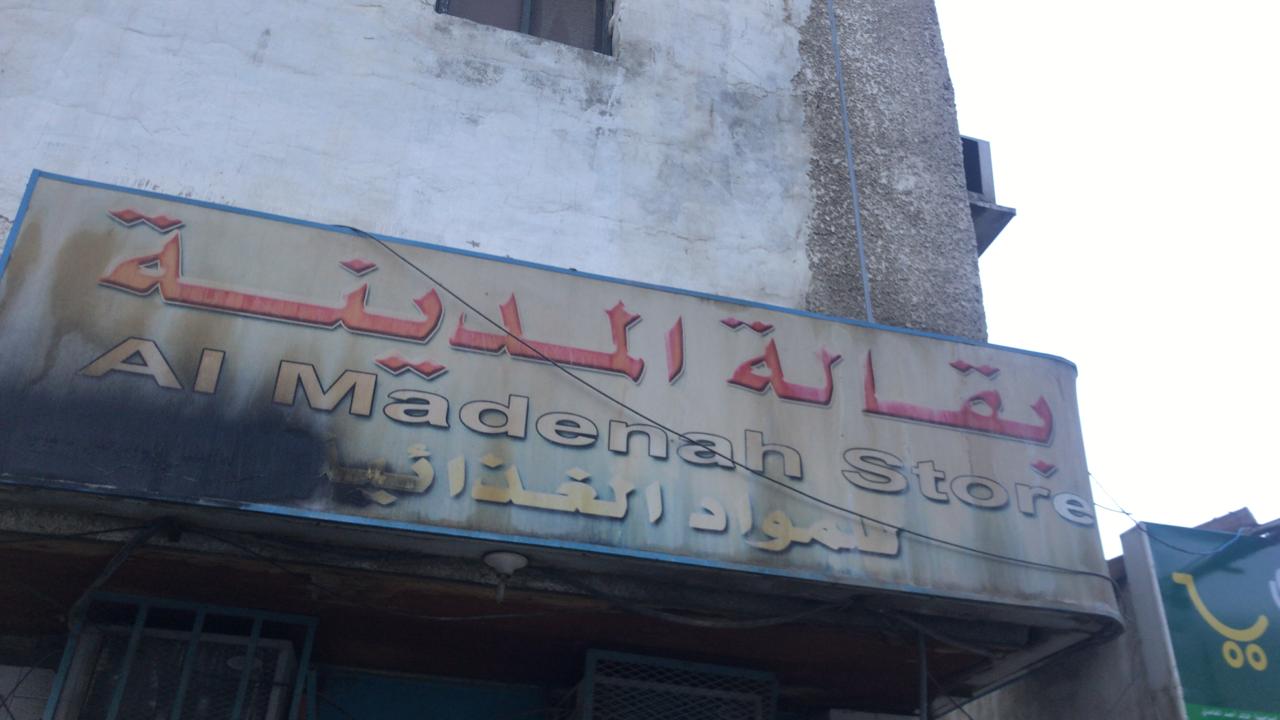 بقالة المدينة
Al Madenah Store
للمواد الغذائية